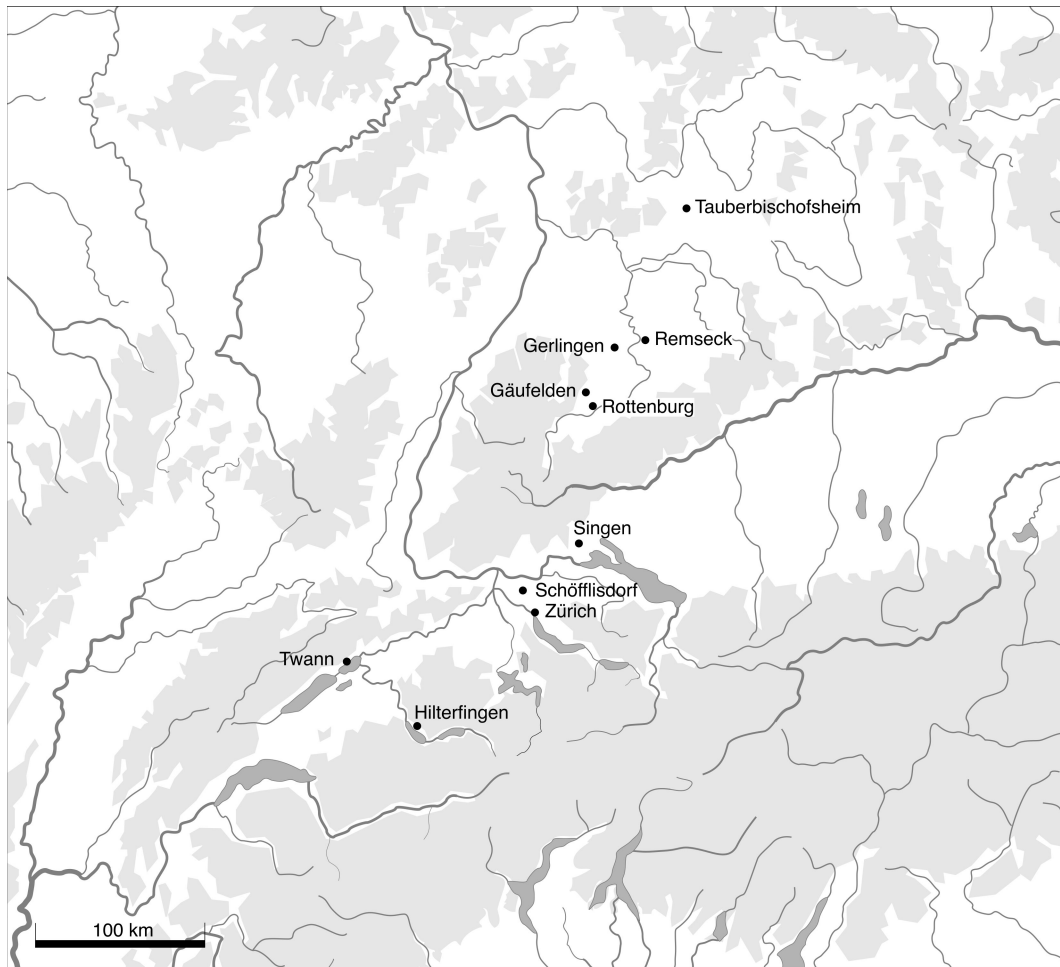 Tauberbischofsheim
Remseck
Gerlingen
Gäufelden
Rottenburg
Singen
Schöfflisdorf
Zürich
Twann
Hilterfingen
100 km